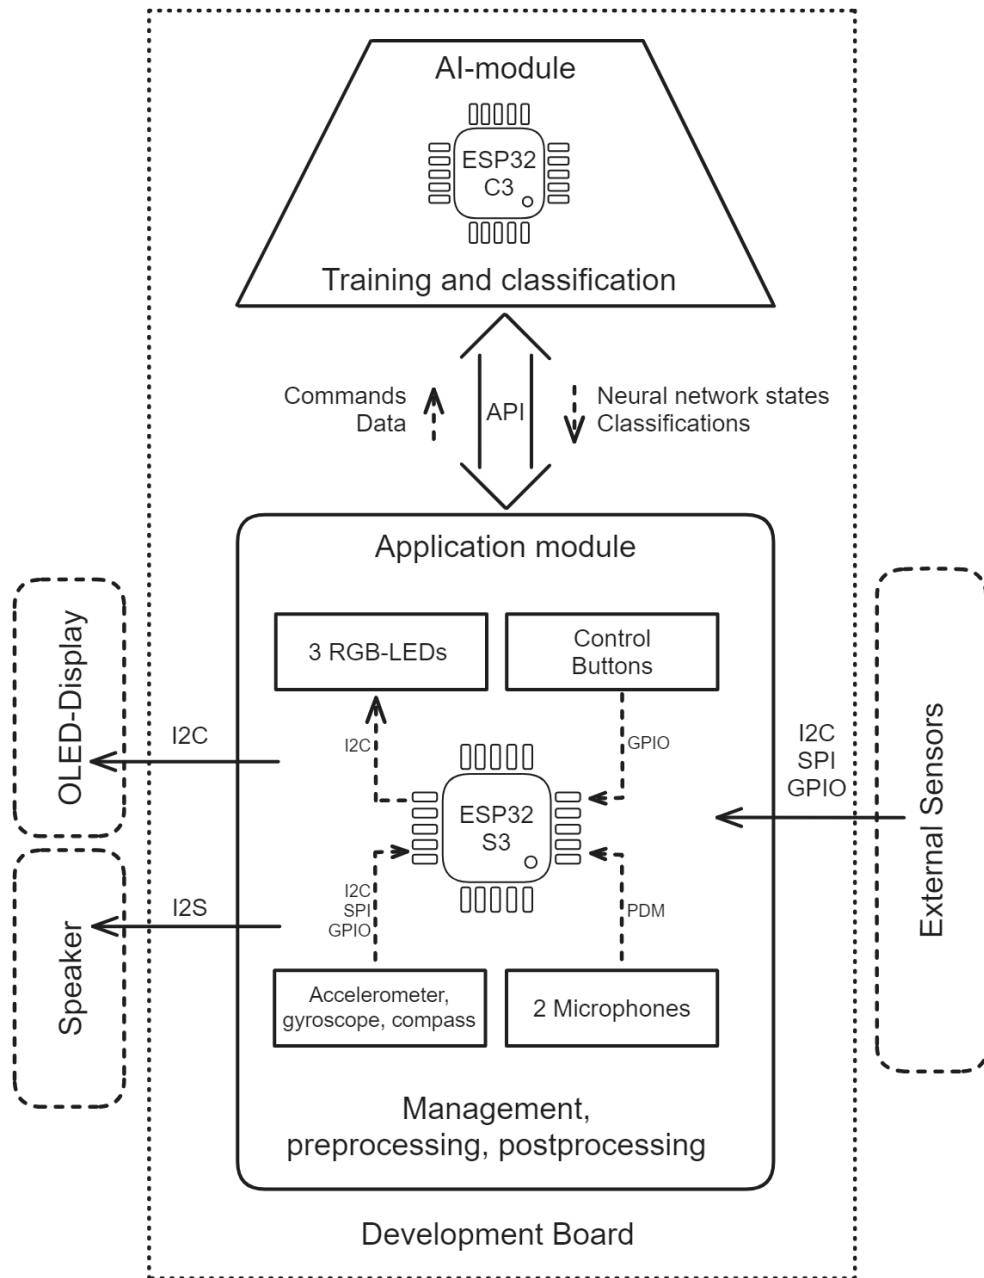 AI-module
ESP32
C3
Training and classification
Commands
Data
API
Neural network states
Classifications
Application module
3 RGB-LEDs
Control
Buttons
I2C
GPIO
ESP32
S3
I2C
SPI
GPIO
PDM
Accelerometer,
gyroscope, compass
2 Microphones
Management,
preprocessing, postprocessing
Development Board
OLED-Display
I2C
Speaker
I2S
I2C
SPI
GPIO
External Sensors